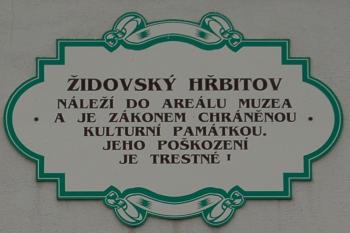 ŽIDOVSKÝ HŘBITOV
NÁLEŽÍ DO AREÁLU MUZEA
• A JE ZÁKONEM CHRÁNĚNOU •
KULTURNÍ PAMÁTKOU.
JEHO POŠKOZENÍ
JE TRESTNÉ !